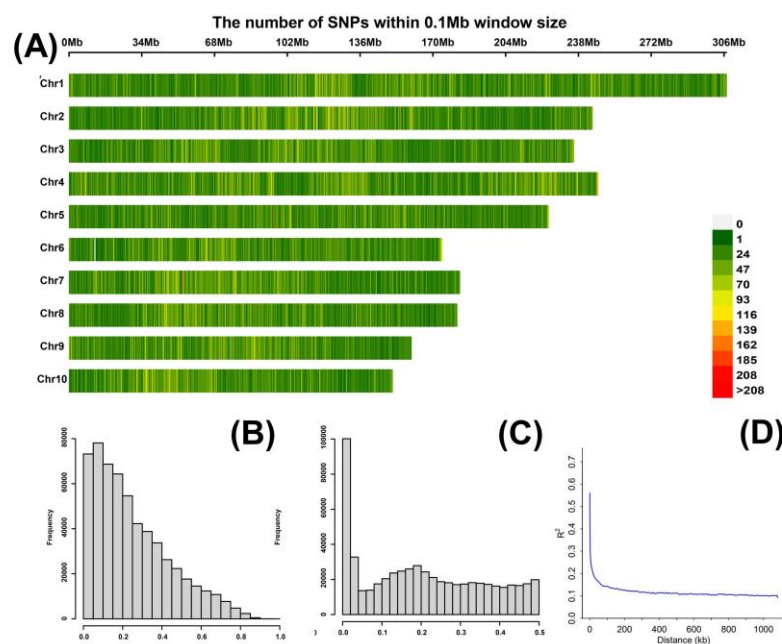 The number of SNPs within 0.1Mb window size
(A)
0Mb 34Mb 68Mb 102Mb 136Mb 170Mb 204Mb 238Mb 272Mb 306Mb
Chr1
Chr2
Chr3
Chr4
Chr5
Chr6
Chr7
Chr8
Chr9
Chr10
0
1
24
47
70
93
116
139
162
185
208
>208
(B)
Frequency
80000
60000
40000
20000
0
0.0 0.2 0.4 0.6 0.8 1.0
(C)
Frequency
100000
80000
60000
40000
20000
0
0.0 0.1 0.2 0.3 0.4 0.5
(D)
R²
0.7
0.6
0.5
0.4
0.3
0.2
0.1
0.0
0 200 400 600 800 1000
Distance (kb)